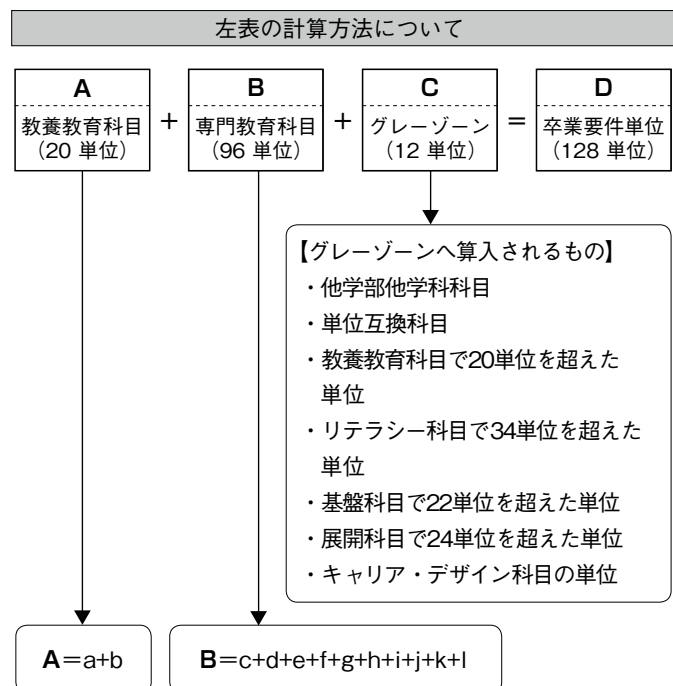 左表の計算方法について
A
教養教育科目
(20 単位)
+
B
専門教育科目
(96 単位)
+
C
グレーゾーン
(12 単位)
=
D
卒業要件単位
(128 単位)
【グレーゾーンへ算入されるもの】
・他学部他学科科目
・単位互換科目
・教養教育科目で20単位を超えた
単位
・リテラシー科目で34単位を超えた
単位
・基盤科目で22単位を超えた単位
・展開科目で24単位を超えた単位
・キャリア・デザイン科目の単位
A=a+b
B=c+d+e+f+g+h+i+j+k+l